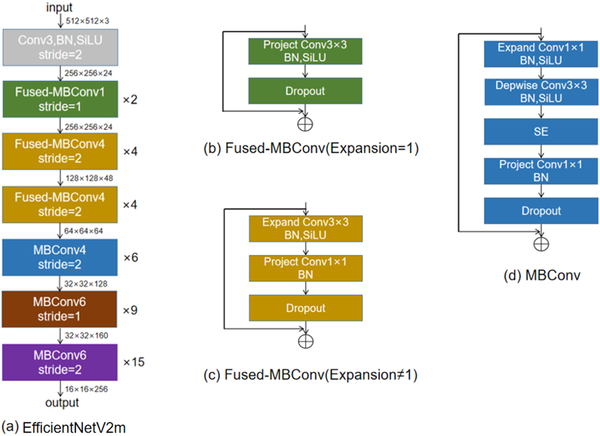 input
512×512×3
Conv3,BN,SiLU
stride=2
256×256×24
Fused-MBConv1
stride=1
×2
256×256×24
Fused-MBConv4
stride=2
×4
128×128×48
Fused-MBConv4
stride=2
×4
64×64×64
MBConv4
stride=2
×6
32×32×128
MBConv6
stride=1
×9
32×32×160
MBConv6
stride=2
×15
16×16×256
output
(a) EfficientNetV2m
Project Conv3×3
BN,SiLU
Dropout
(b) Fused-MBConv(Expansion=1)
Expand Conv3×3
BN,SiLU
Project Conv1×1
BN
Dropout
(c) Fused-MBConv(Expansion≠1)
Expand Conv1×1
BN,SiLU
Depwise Conv3×3
BN,SiLU
SE
Project Conv1×1
BN
Dropout
(d) MBConv